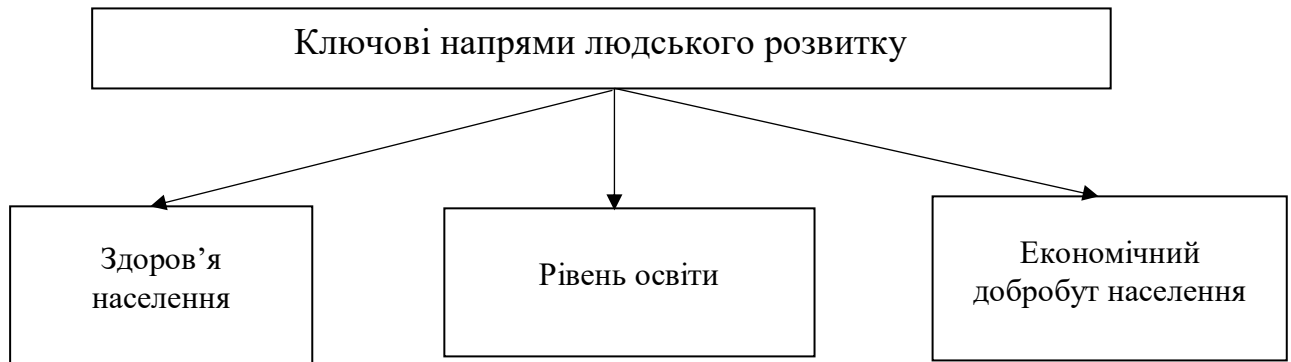 Ключові напрями людського розвитку
Здоров’я
населення
Рівень освіти
Економічний
добробут населення